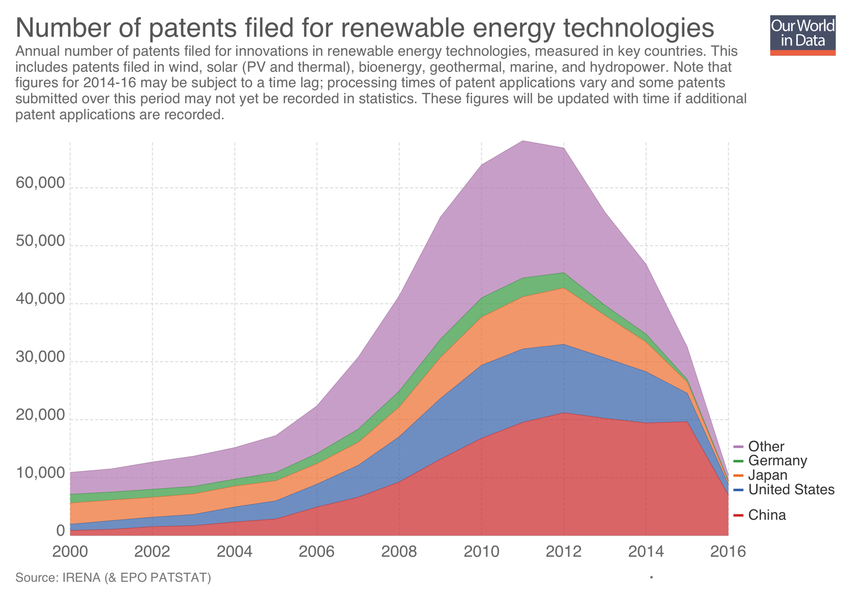 Number of patents filed for renewable energy technologies
Our World
in Data
Annual number of patents filed for innovations in renewable energy technologies, measured in key countries. This
includes patents filed in wind, solar (PV and thermal), bioenergy, geothermal, marine, and hydropower. Note that
figures for 2014-16 may be subject to a time lag; processing times of patent applications vary and some patents
submitted over this period may not yet be recorded in statistics. These figures will be updated with time if additional
patent applications are recorded.
60,000
50,000
40,000
30,000
20,000
10,000
0
Other
Germany
Japan
United States
China
2000 2002 2004 2006 2008 2010 2012 2014 2016
Source: IRENA (& EPO PATSTAT)